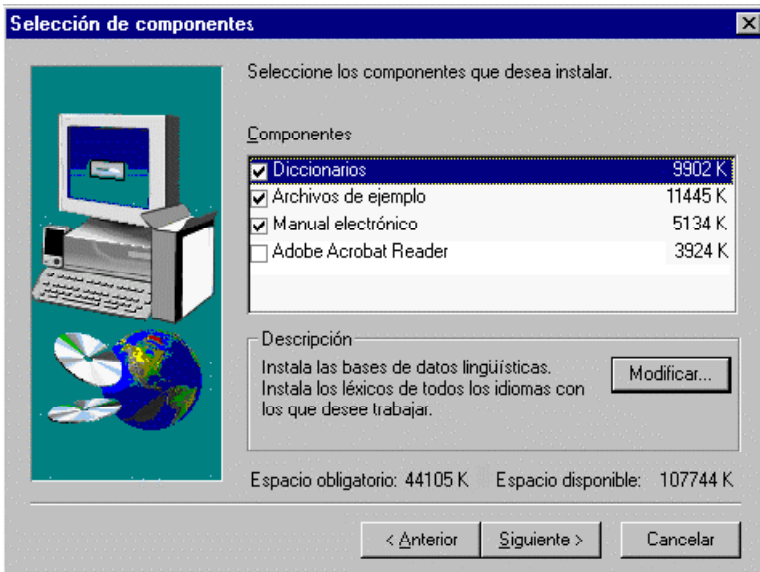 Selección de componentes
Seleccione los componentes que desea instalar.
Componentes
Diccionarios 9902 K
Archivos de ejemplo 11445 K
Manual electrónico 5134 K
Adobe Acrobat Reader 3924 K
Descripción
Instala las bases de datos lingüísticas.
Instala los léxicos de todos los idiomas con
los que desee trabajar.
Modificar...
Espacio obligatorio: 44105 K Espacio disponible: 107744 K
< Anterior Siguiente > Cancelar